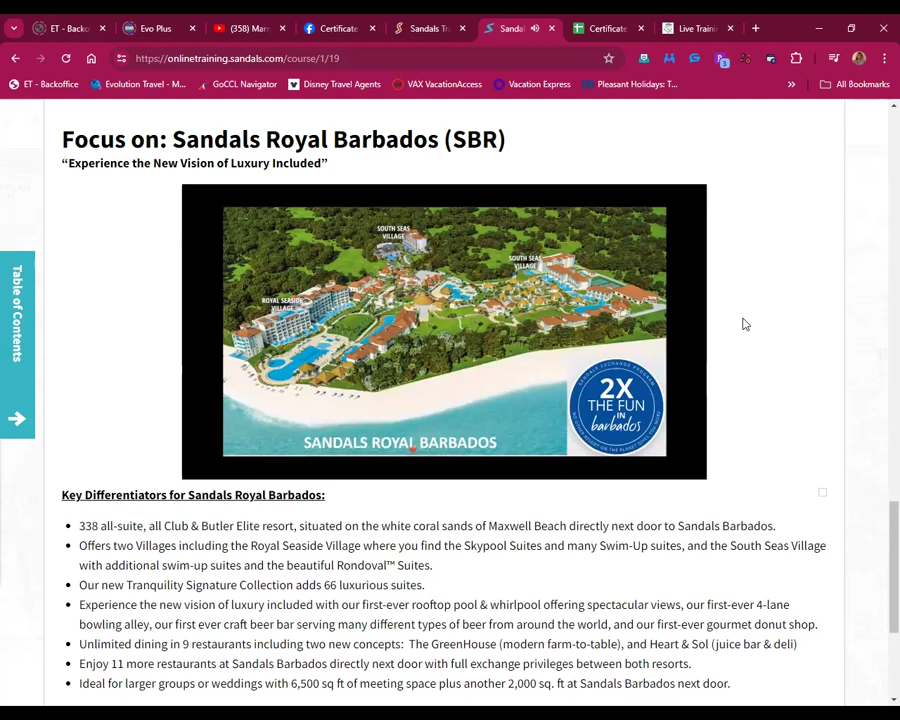 ET - Backo
Evo Plus
(358) Man
Certificate
Sandals Tr
Sandal
Certificate
Live Trainin
https://onlinetraining.sandals.com/course/1/19
ET - Backoffice
Evolution Travel - M...
GoCCL Navigator
Disney Travel Agents
VAX VacationAccess
Vacation Express
Pleasant Holidays: T...
»
All Bookmarks
Focus on: Sandals Royal Barbados (SBR)
“Experience the New Vision of Luxury Included”
SOUTH SEAS
VILLAGE
SOUTH SEAS
VILLAGE
ROYAL SEASIDE
VILLAGE
SANDALS EXCHANGE PROGRAM
2X
THE FUN
IN
barbados
SANDALS ROYAL BARBADOS
Table of Contents
Key Differentiators for Sandals Royal Barbados:
338 all-suite, all Club & Butler Elite resort, situated on the white coral sands of Maxwell Beach directly next door to Sandals Barbados.
Offers two Villages including the Royal Seaside Village where you find the Skypool Suites and many Swim-Up suites, and the South Seas Village
with additional swim-up suites and the beautiful Rondoval™ Suites.
Our new Tranquility Signature Collection adds 66 luxurious suites.
Experience the new vision of luxury included with our first-ever rooftop pool & whirlpool offering spectacular views, our first-ever 4-lane
bowling alley, our first ever craft beer bar serving many different types of beer from around the world, and our first-ever gourmet donut shop.
Unlimited dining in 9 restaurants including two new concepts: The GreenHouse (modern farm-to-table), and Heart & Sol (juice bar & deli)
Enjoy 11 more restaurants at Sandals Barbados directly next door with full exchange privileges between both resorts.
Ideal for larger groups or weddings with 6,500 sq ft of meeting space plus another 2,000 sq. ft at Sandals Barbados next door.